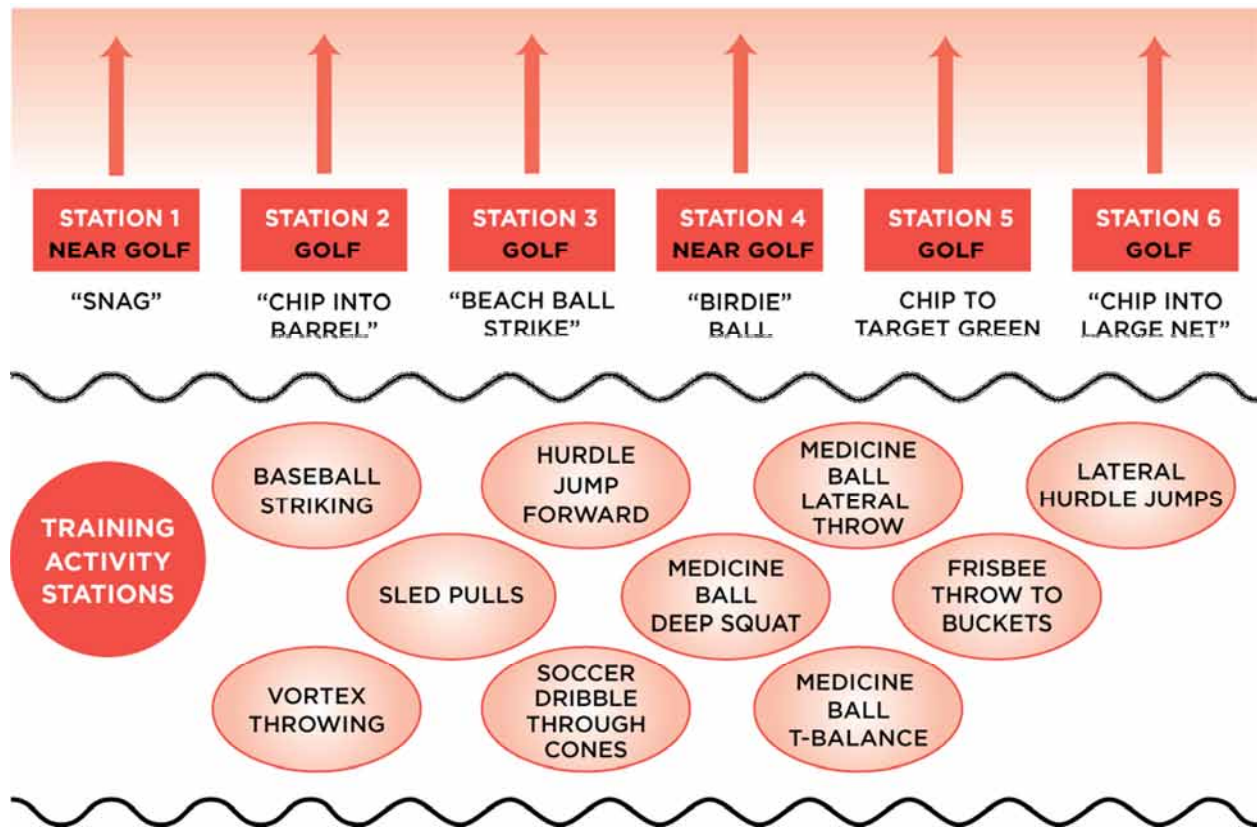 STATION 1
NEAR GOLF
STATION 2
GOLF
STATION 3
GOLF
STATION 4
NEAR GOLF
STATION 5
GOLF
STATION 6
GOLF
“SNAG”
“CHIP INTO
BARREL”
“BEACH BALL
STRIKE”
“BIRDIE”
BALL
CHIP TO
TARGET GREEN
“CHIP INTO
LARGE NET”
TRAINING
ACTIVITY
STATIONS
BASEBALL
STRIKING
HURDLE
JUMP
FORWARD
MEDICINE
BALL
LATERAL
THROW
LATERAL
HURDLE JUMPS
SLED PULLS
MEDICINE
BALL
DEEP SQUAT
FRISBEE
THROW TO
BUCKETS
VORTEX
THROWING
SOCCER
DRIBBLE
THROUGH
CONES
MEDICINE
BALL
T-BALANCE